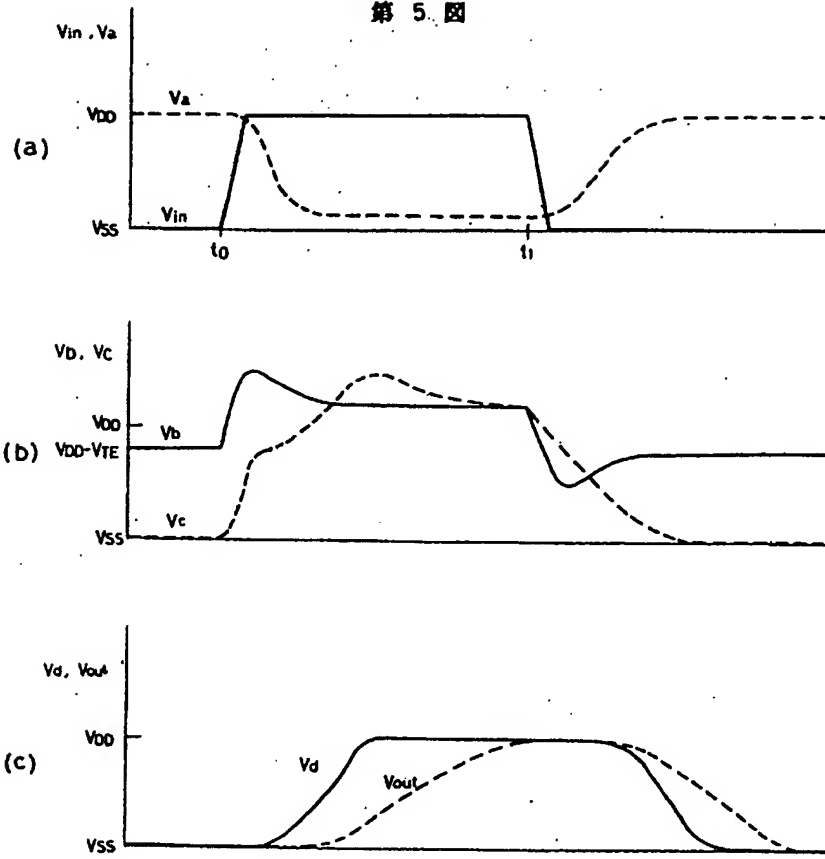 第 5 図
Vin , Va
VDD
Va
(a)
Vin
VSS
t0
t1
VD , VC
VDD
Vb
(b)
VDD-VTE
Vc
VSS
Vd, Vout
VDD
(c)
Vd
Vout
VSS